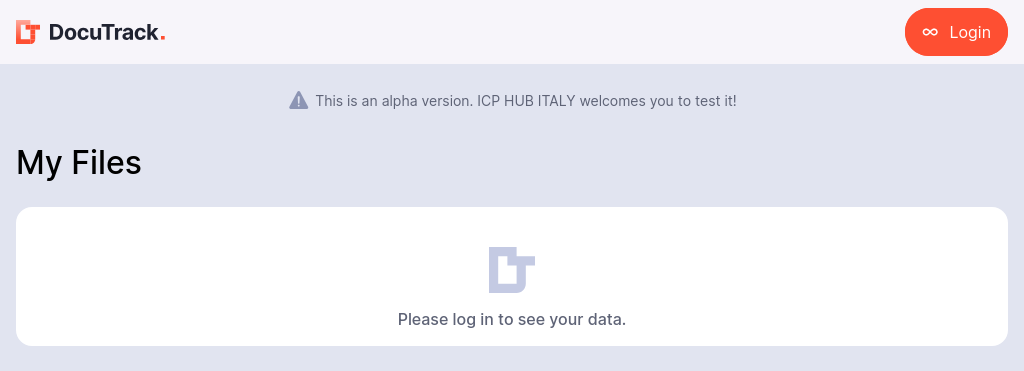 DocuTrack.
Login
This is an alpha version. ICP HUB ITALY welcomes you to test it!
My Files
Please log in to see your data.